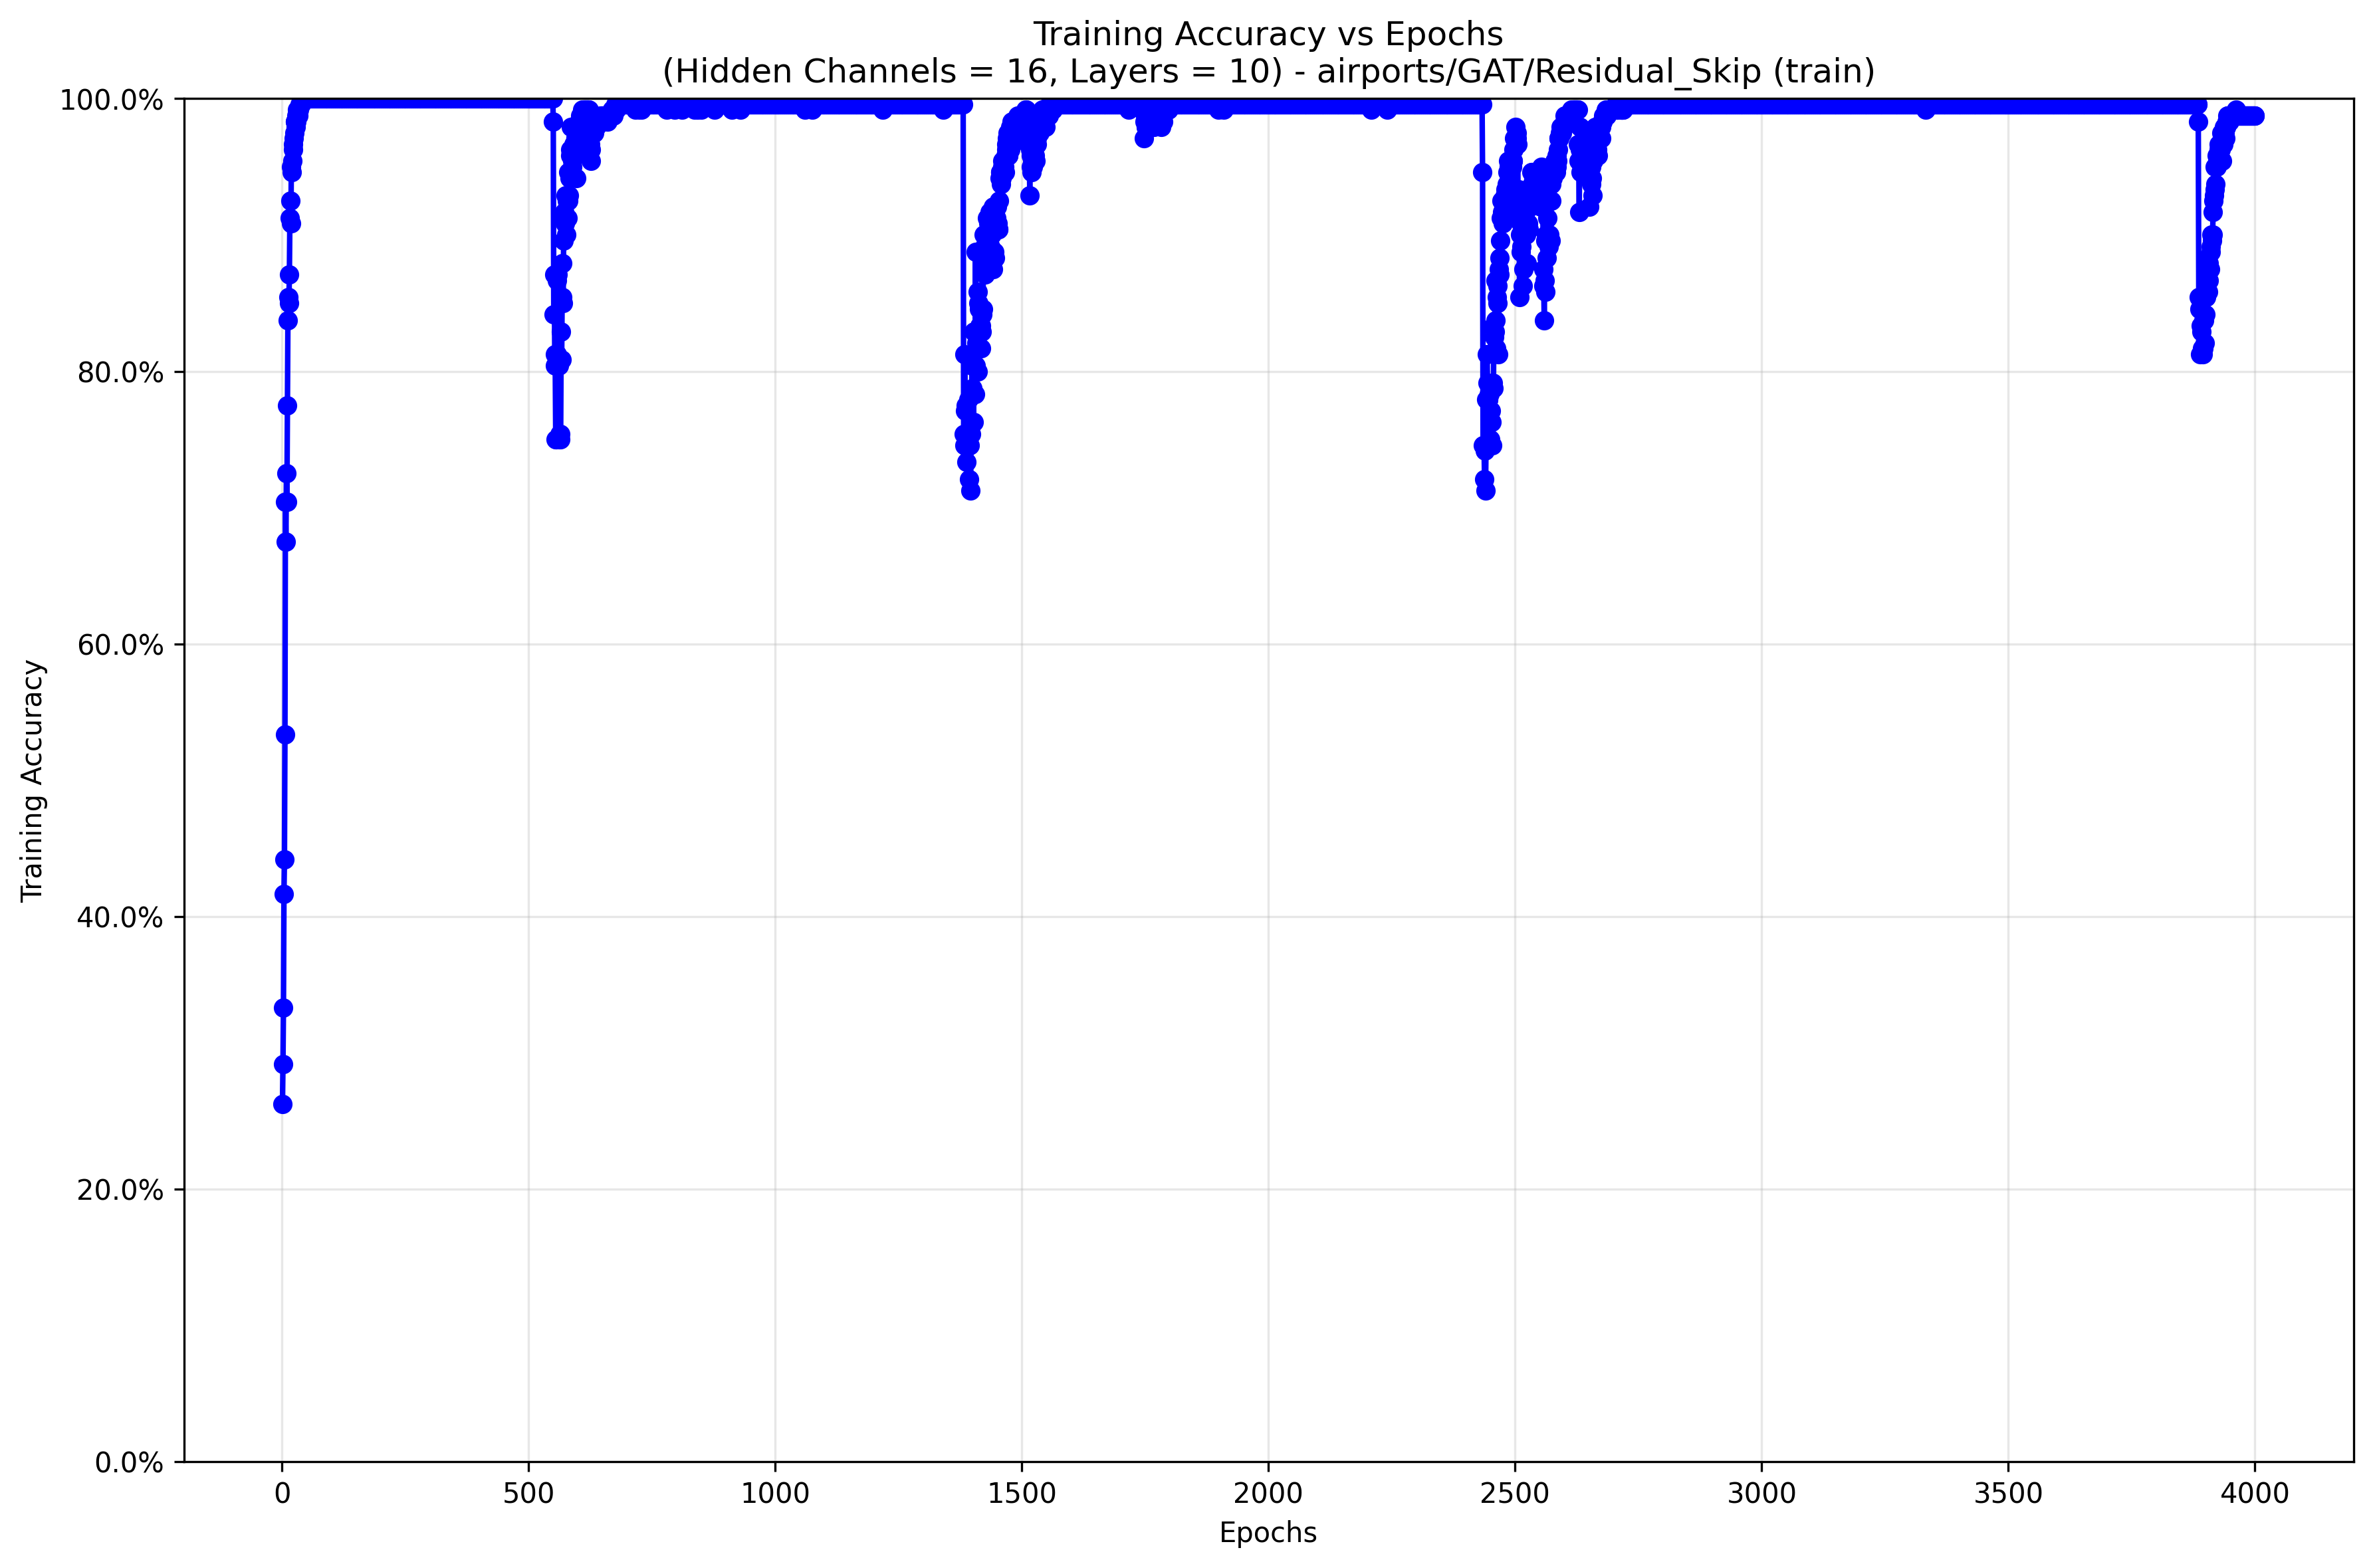 Training Accuracy vs Epochs
(Hidden Channels = 16, Layers = 10) - airports/GAT/Residual_Skip (train)
100.0%
80.0%
60.0%
40.0%
20.0%
0.0%
Training Accuracy
0 500 1000 1500 2000 2500 3000 3500 4000
Epochs